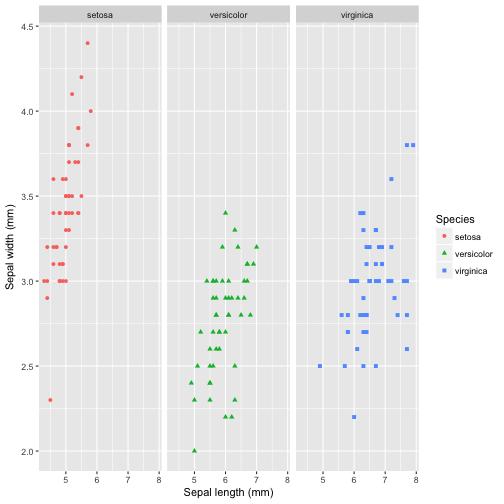 setosa versicolor virginica
4.5
4.0
3.5
3.0
2.5
2.0
Sepal width (mm)
5 6 7 8 5 6 7 8 5 6 7 8
Sepal length (mm)
Species
setosa
versicolor
virginica